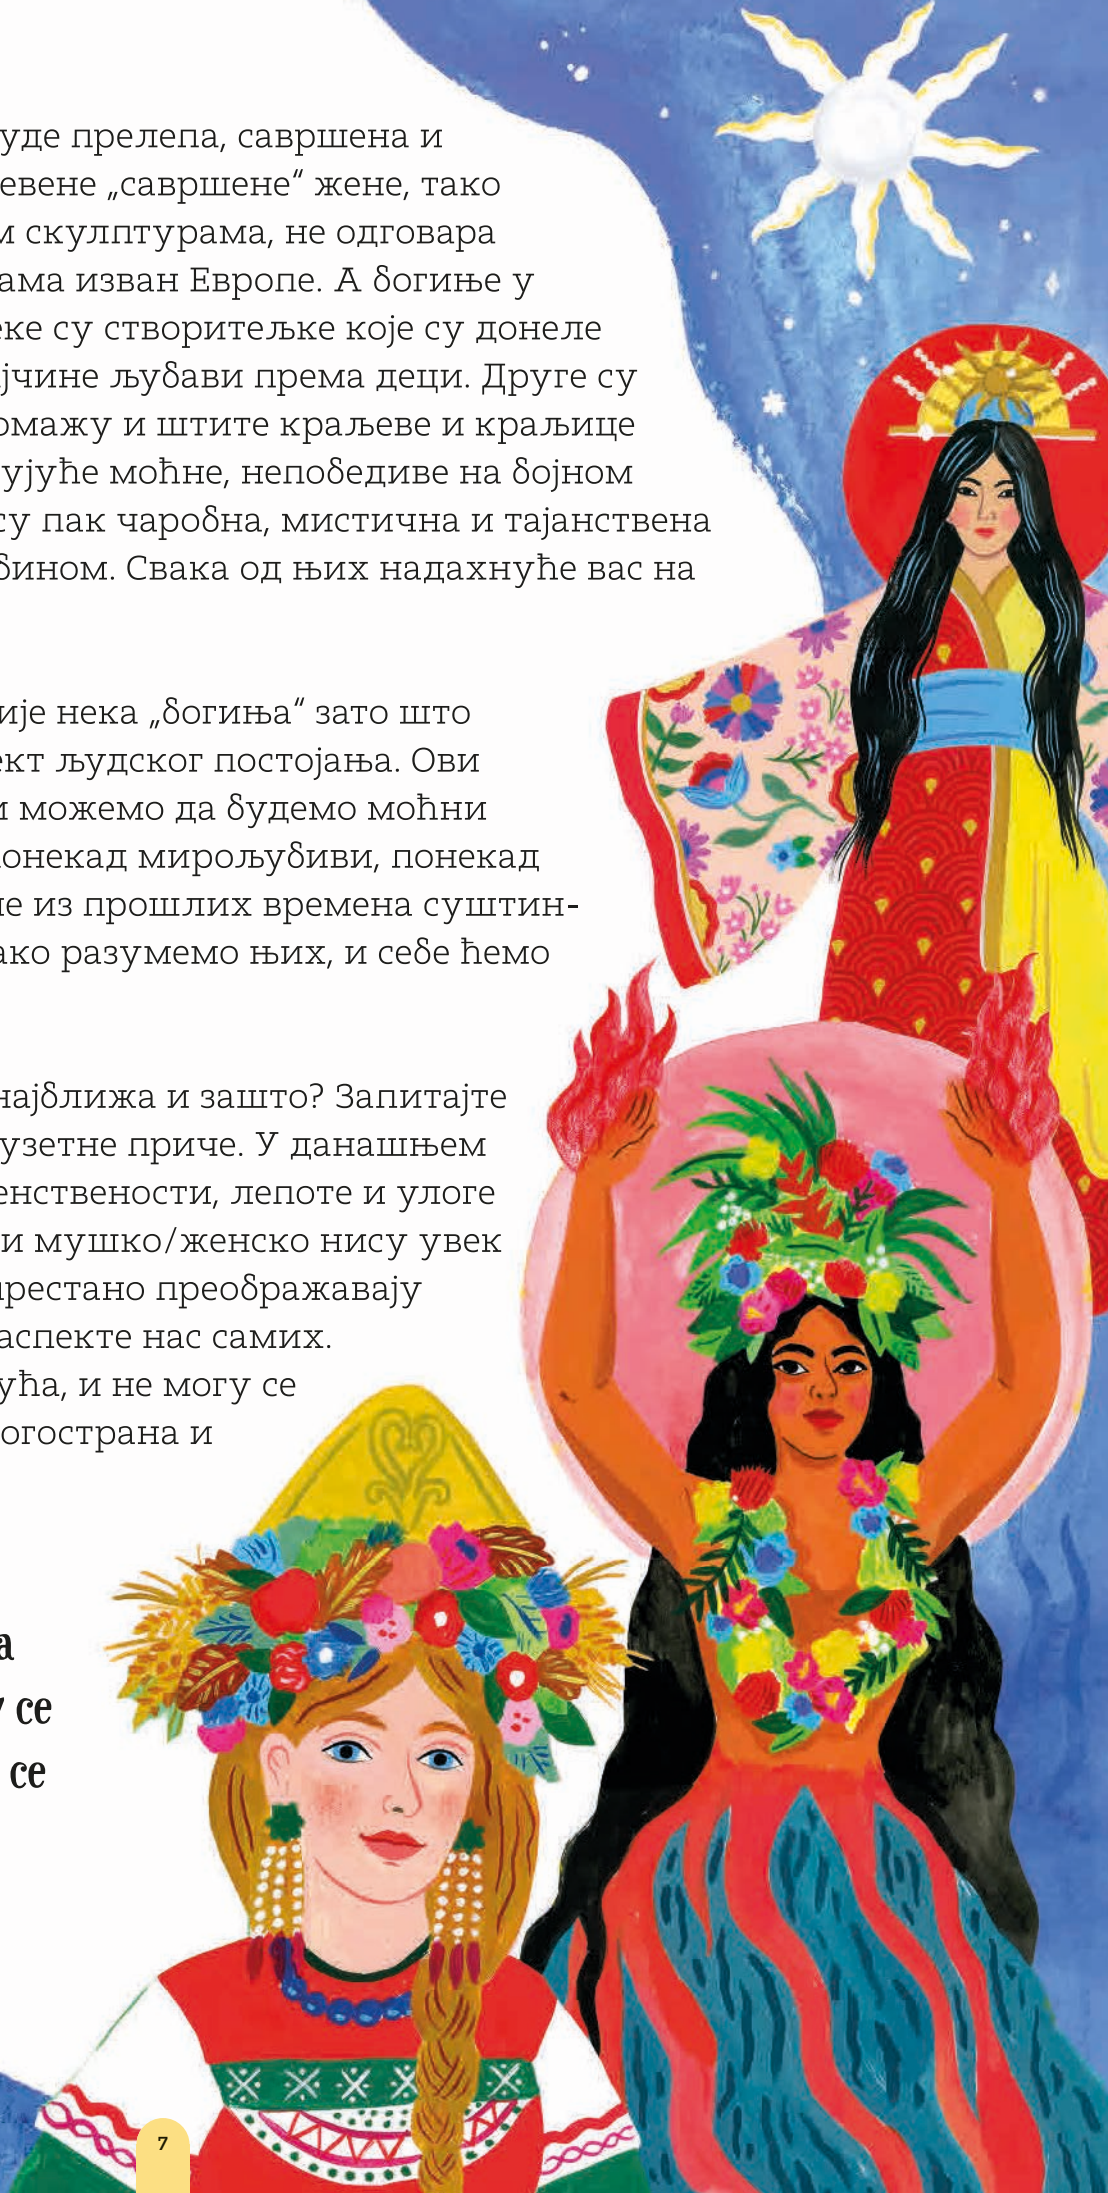 уде прелепа, савршена и
евене „савршене“ жене, тако
м скулптурама, не одговара
ама изван Европе. А богиње у
еке су створитељке које су донеле
јчине љубави према деци. Друге су
омажу и штите краљеве и краљице
ујуће моћне, непобедиве на бојном
су пак чаробна, мистична и тајанствена
бином. Свака од њих надахнуће вас на
ије нека „богиња“ зато што
ект људског постојања. Ови
и можемо да будемо моћни
понекад мирољубиви, понекад
не из прошлих времена суштин-
ако разумемо њих, и себе ћемо
најближа и зашто? Запитајте
узетне приче. У данашњем
енствености, лепоте и улоге
и мушко/женско нису увек
престано преображавају
аспекте нас самих.
ућа, и не могу се
огострана и
а
у се
се
7